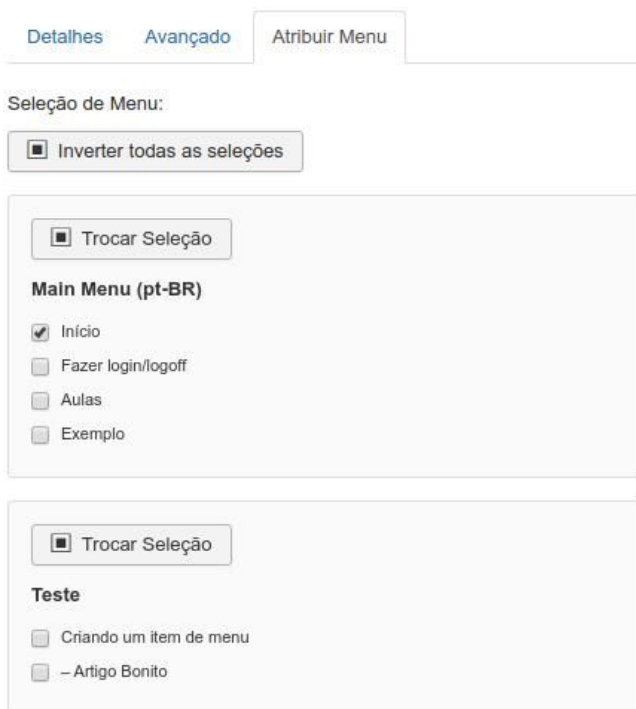 Detalhes Avançado Atribuir Menu
Seleção de Menu:
Inverter todas as seleções
Trocar Seleção
Main Menu (pt-BR)
Início
Fazer login/logoff
Aulas
Exemplo
Trocar Seleção
Teste
Criando um item de menu
– Artigo Bonito